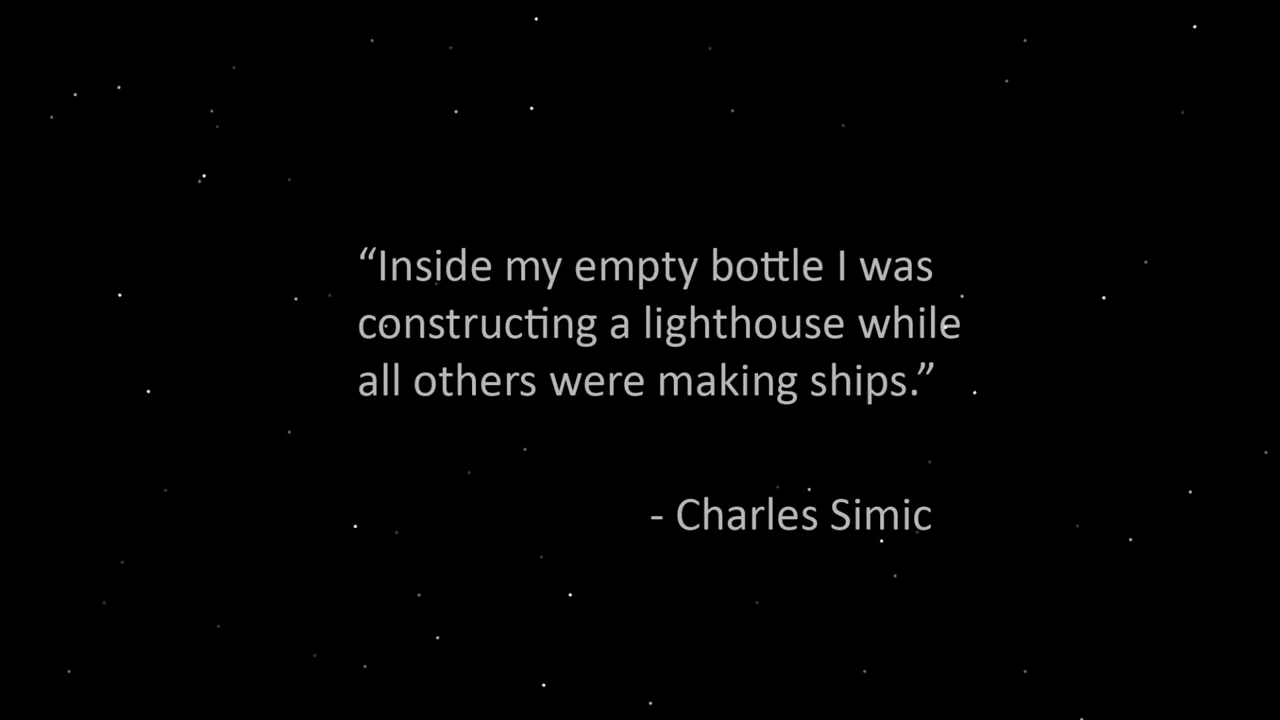 “Inside my empty bottle I was
constructing a lighthouse while
all others were making ships.”
- Charles Simic